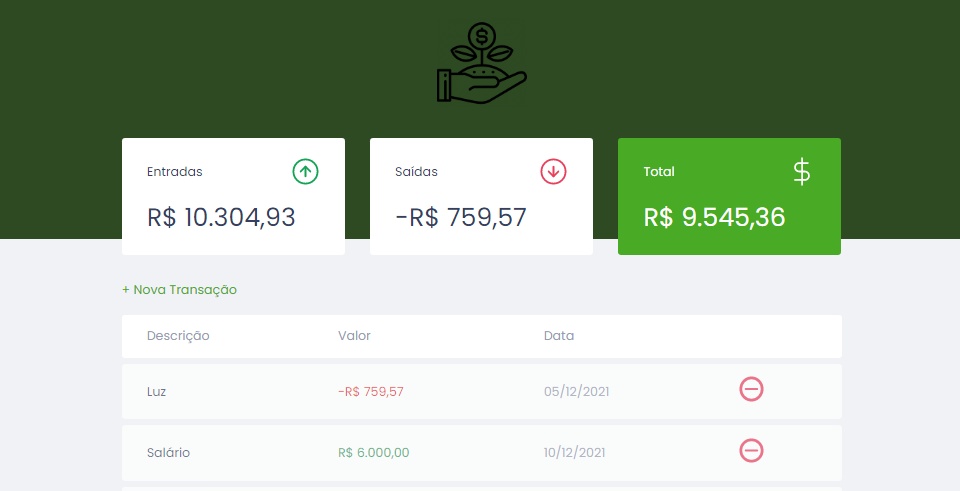 Entradas
R$ 10.304,93
Saídas
-R$ 759,57
Total
$
R$ 9.545,36
+ Nova Transação
Descrição Valor Data
Luz -R$ 759,57 05/12/2021
Salário R$ 6.000,00 10/12/2021